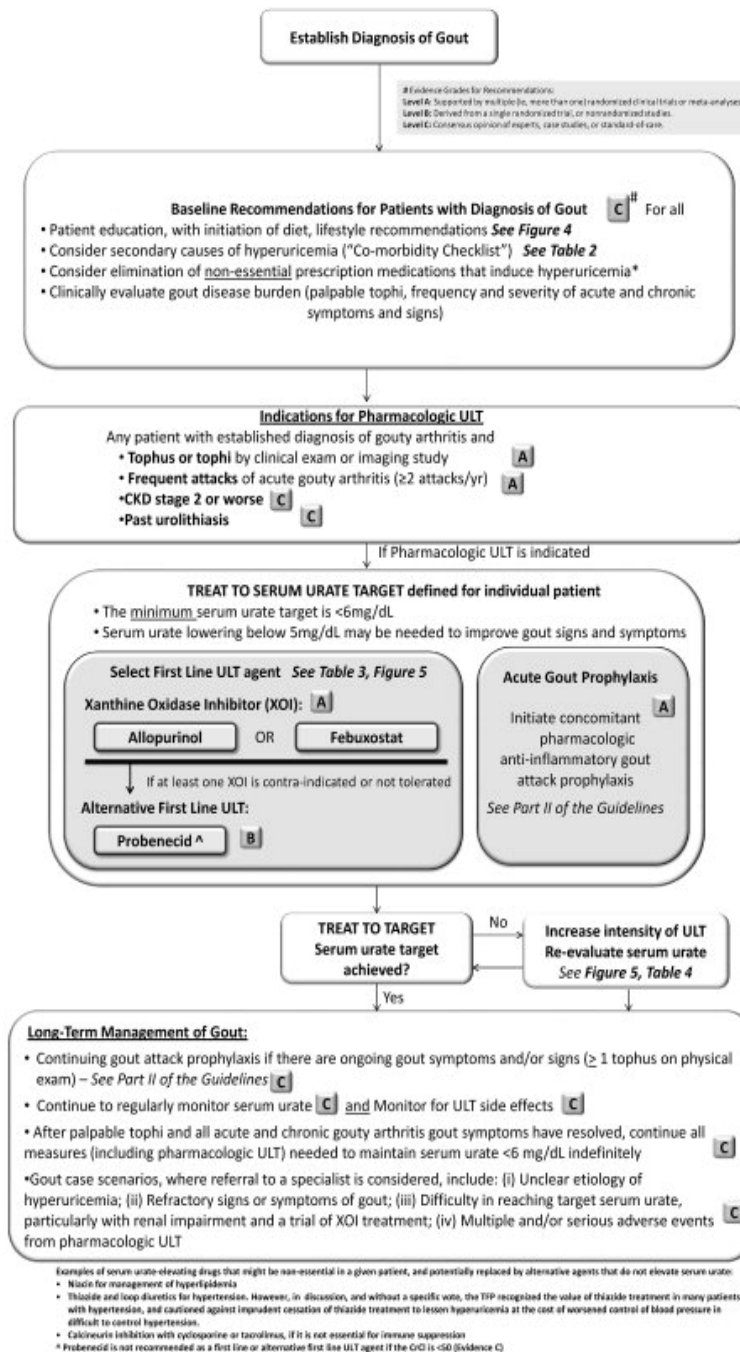 Establish Diagnosis of Gout
# Evidence Grades for Recommendations:
Level A: Supported by multiple (ie, more than one) randomized clinical trials or meta-analyses
Level B: Derived from a single randomized trial, or nonrandomized studies.
Level C: Consensus opinion of experts, case studies, or standard-of-care.
Baseline Recommendations for Patients with Diagnosis of Gout C # For all
• Patient education, with initiation of diet, lifestyle recommendations See Figure 4
• Consider secondary causes of hyperuricemia (“Co-morbidity Checklist”) See Table 2
• Consider elimination of non-essential prescription medications that induce hyperuricemia*
• Clinically evaluate gout disease burden (palpable tophi, frequency and severity of acute and chronic
symptoms and signs)
Indications for Pharmacologic ULT
Any patient with established diagnosis of gouty arthritis and
• Tophus or tophi by clinical exam or imaging study A
• Frequent attacks of acute gouty arthritis (≥2 attacks/yr) A
•CKD stage 2 or worse C
•Past urolithiasis C
If Pharmacologic ULT is indicated
TREAT TO SERUM URATE TARGET defined for individual patient
• The minimum serum urate target is <6mg/dL
• Serum urate lowering below 5mg/dL may be needed to improve gout signs and symptoms
Select First Line ULT agent See Table 3, Figure 5
Xanthine Oxidase Inhibitor (XOI): A
Allopurinol OR Febuxostat
If at least one XOI is contra-indicated or not tolerated
Alternative First Line ULT:
Probenecid ^ B
Acute Gout Prophylaxis
A
Initiate concomitant
pharmacologic
anti-inflammatory gout
attack prophylaxis
See Part II of the Guidelines
TREAT TO TARGET
Serum urate target
achieved?
No
Increase intensity of ULT
Re-evaluate serum urate
See Figure 5, Table 4
Yes
Long-Term Management of Gout:
• Continuing gout attack prophylaxis if there are ongoing gout symptoms and/or signs (≥ 1 tophus on physical
exam) – See Part II of the Guidelines C
• Continue to regularly monitor serum urate C and Monitor for ULT side effects C
• After palpable tophi and all acute and chronic gouty arthritis gout symptoms have resolved, continue all
measures (including pharmacologic ULT) needed to maintain serum urate <6 mg/dL indefinitely C
•Gout case scenarios, where referral to a specialist is considered, include: (i) Unclear etiology of
hyperuricemia; (ii) Refractory signs or symptoms of gout; (iii) Difficulty in reaching target serum urate,
particularly with renal impairment and a trial of XOI treatment; (iv) Multiple and/or serious adverse events C
from pharmacologic ULT
Examples of serum urate-elevating drugs that might be non-essential in a given patient, and potentially replaced by alternative agents that do not elevate serum urate:
• Niacin for management of hyperlipidemia
• Thiazide and loop diuretics for hypertension. However, in discussion, and without a specific vote, the TFP recognized the value of thiazide treatment in many patients
with hypertension, and cautioned against imprudent cessation of thiazide treatment to lessen hyperuricemia at the cost of worsened control of blood pressure in
difficult to control hypertension.
• Calcineurin inhibition with cyclosporine or tacrolimus, if it is not essential for immune suppression
^ Probenecid is not recommended as a first line or alternative first line ULT agent if the CrCl is <50 (Evidence C)